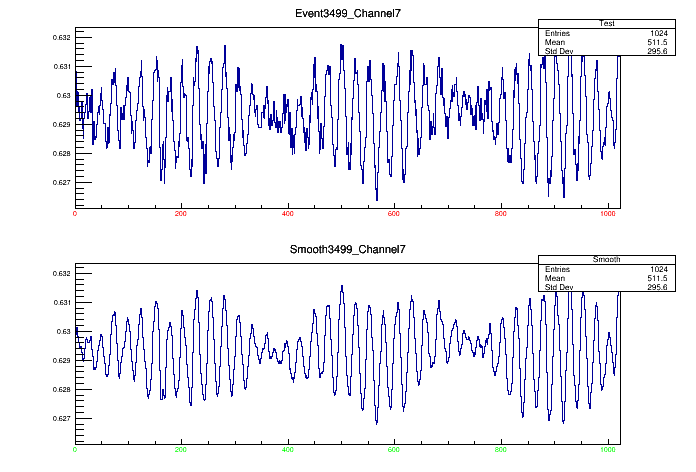 Event3499_Channel7
Test
Entries 1024
Mean 511.5
Std Dev 295.6
0.632
0.631
0.63
0.629
0.628
0.627
0 200 400 600 800 1000
Smooth3499_Channel7
Smooth
Entries 1024
Mean 511.5
Std Dev 295.6
0.632
0.631
0.63
0.629
0.628
0.627
0 200 400 600 800 1000